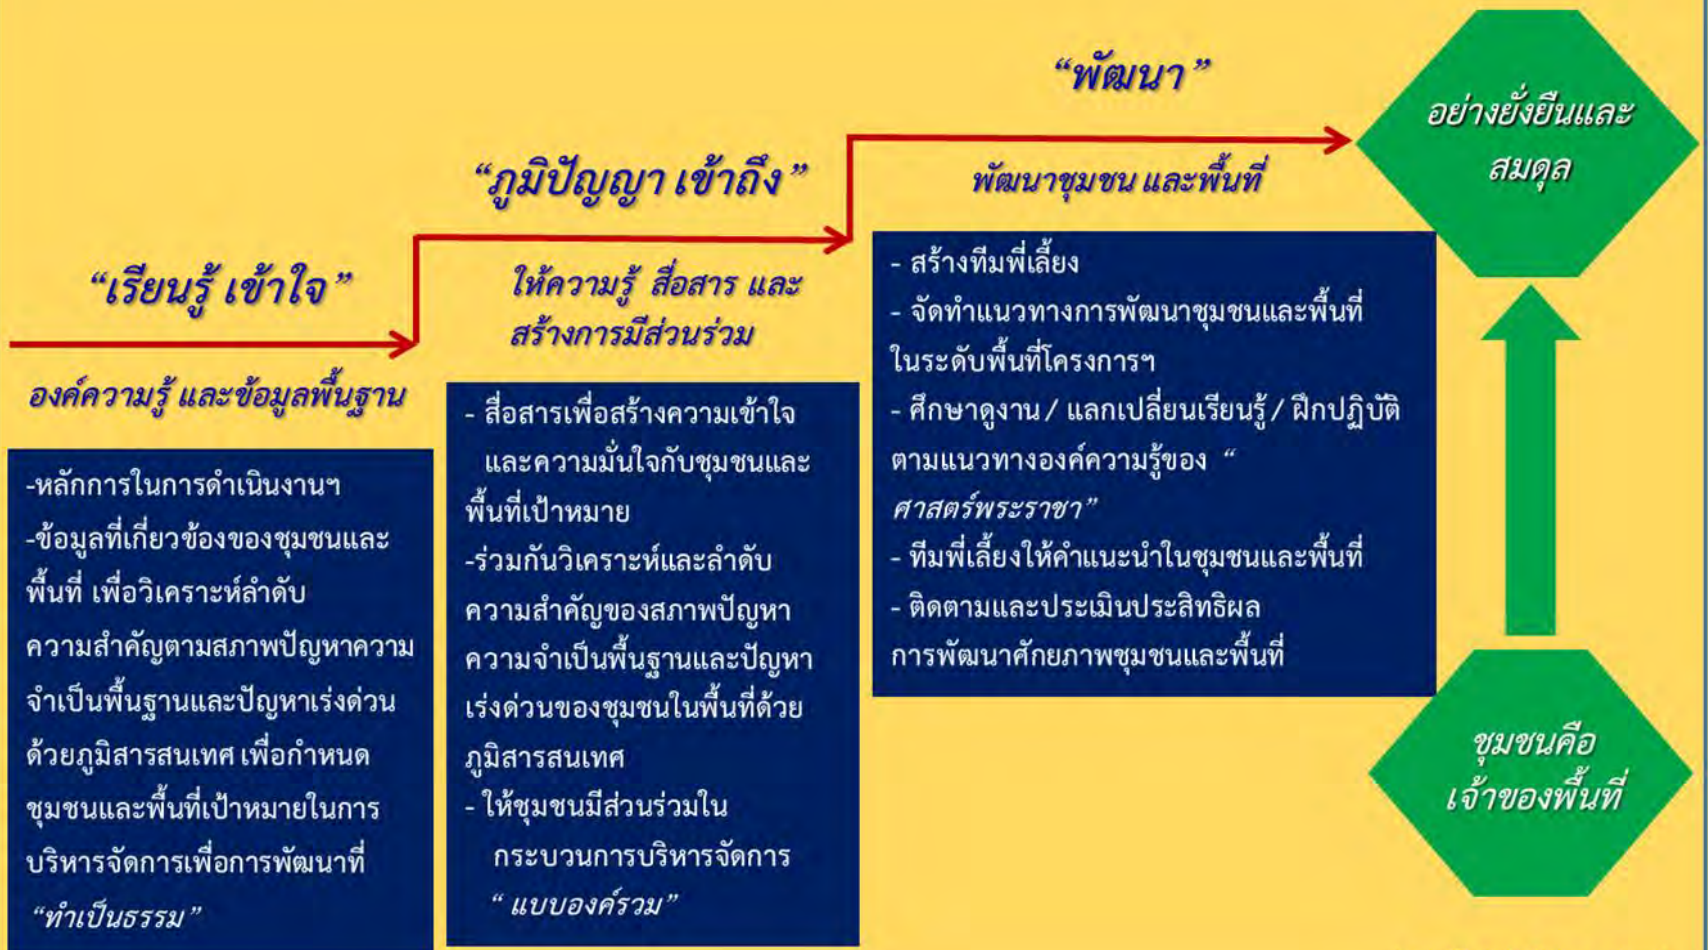 “เรียนรู้ เข้าใจ”
องค์ความรู้ และข้อมูลพื้นฐาน
-หลักการในการดำเนินงานฯ
-ข้อมูลที่เกี่ยวข้องของชุมชนและ
พื้นที่ เพื่อวิเคราะห์ลำดับ
ความสำคัญตามสภาพปัญหาความ
จำเป็นพื้นฐานและปัญหาเร่งด่วน
ด้วยภูมิสารสนเทศ เพื่อกำหนด
ชุมชนและพื้นที่เป้าหมายในการ
บริหารจัดการเพื่อการพัฒนาที่
“ทำเป็นธรรม”
“ภูมิปัญญา เข้าถึง”
ให้ความรู้ สื่อสาร และ
สร้างการมีส่วนร่วม
- สื่อสารเพื่อสร้างความเข้าใจ
และความมั่นใจกับชุมชนและ
พื้นที่เป้าหมาย
-ร่วมกันวิเคราะห์และลำดับ
ความสำคัญของสภาพปัญหา
ความจำเป็นพื้นฐานและปัญหา
เร่งด่วนของชุมชนในพื้นที่ด้วย
ภูมิสารสนเทศ
- ให้ชุมชนมีส่วนร่วมใน
กระบวนการบริหารจัดการ
“ แบบองค์รวม”
“พัฒนา”
พัฒนาชุมชน และพื้นที่
- สร้างทีมพี่เลี้ยง
- จัดทำแนวทางการพัฒนาชุมชนและพื้นที่
ในระดับพื้นที่โครงการฯ
- ศึกษาดูงาน / แลกเปลี่ยนเรียนรู้ / ฝึกปฏิบัติ
ตามแนวทางองค์ความรู้ของ “
ศาสตร์พระราชา”
- ทีมพี่เลี้ยงให้คำแนะนำในชุมชนและพื้นที่
- ติดตามและประเมินประสิทธิผล
การพัฒนาศักยภาพชุมชนและพื้นที่
อย่างยั่งยืนและ
สมดุล
ชุมชนคือ
เจ้าของพื้นที่